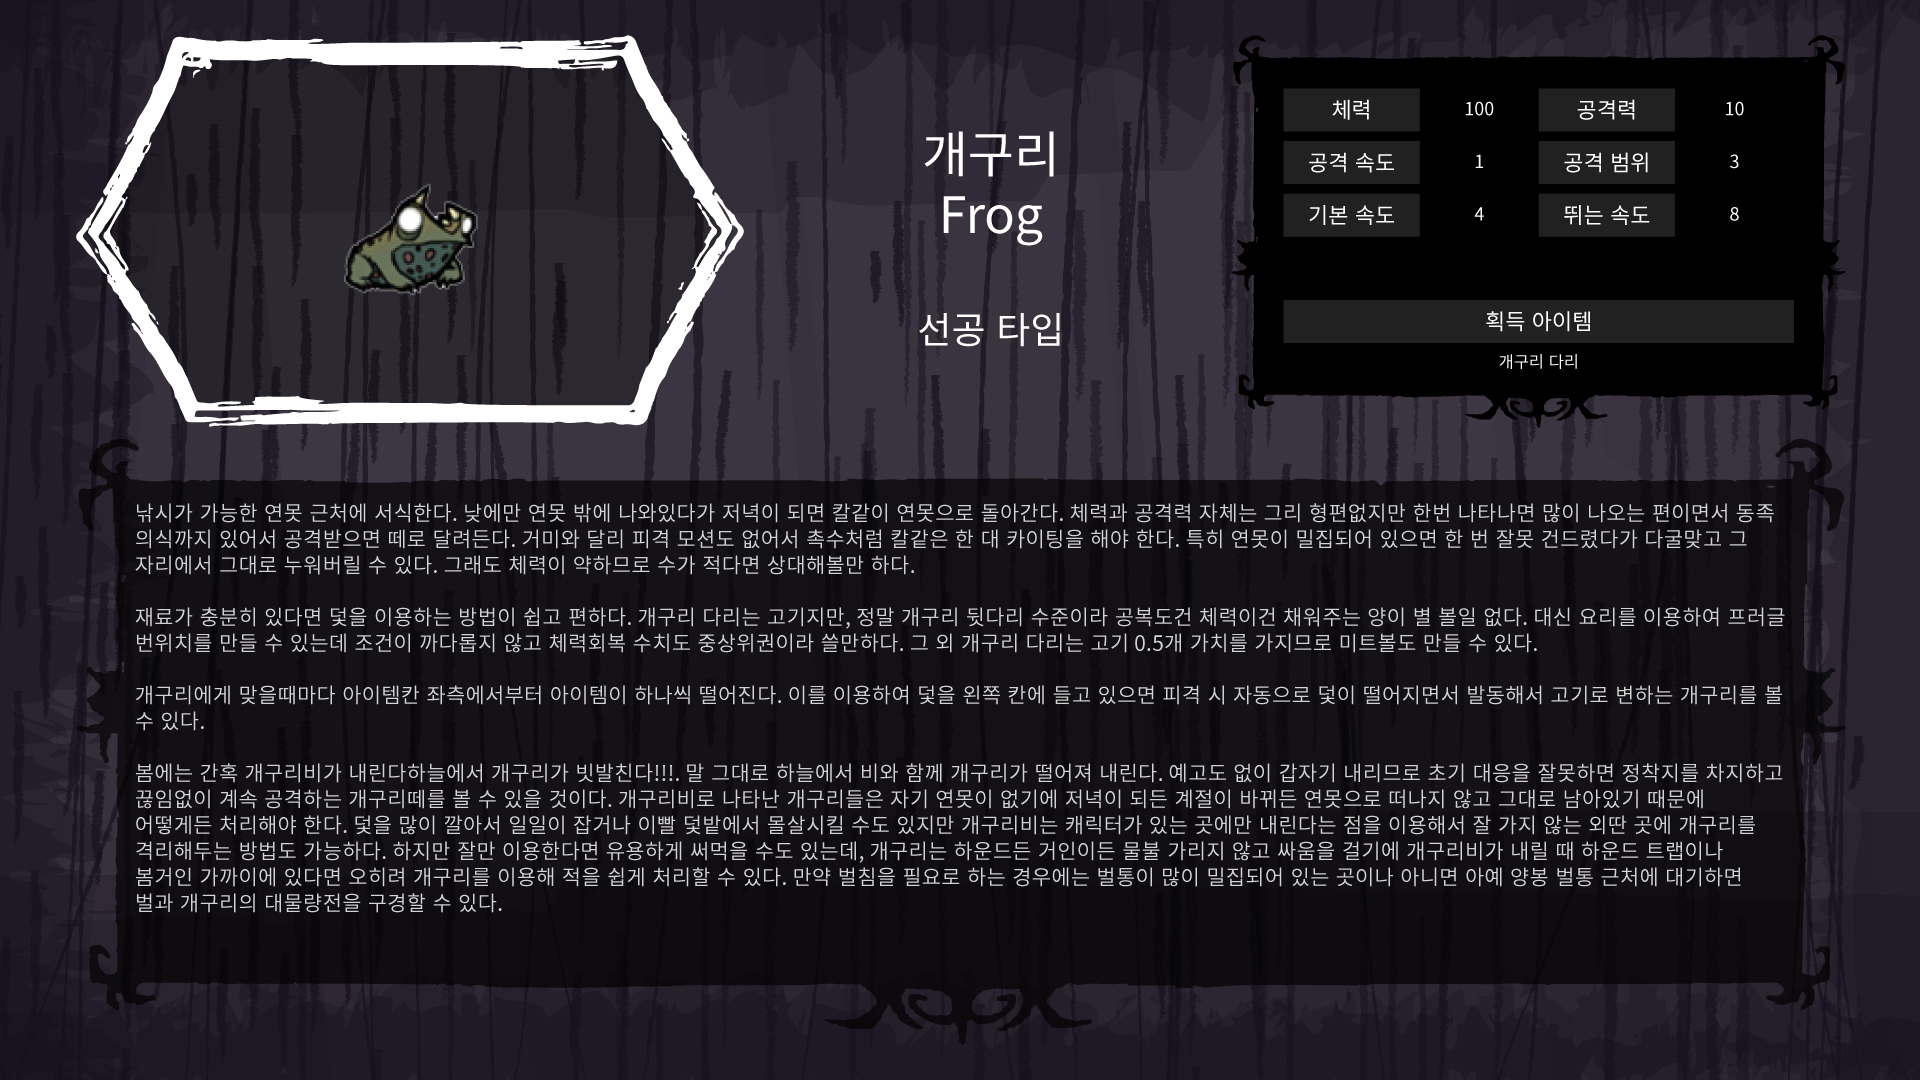 개구리
Frog
선공 타입
체력 100 공격력 10
공격 속도 1 공격 범위 3
기본 속도 4 뛰는 속도 8
획득 아이템
개구리 다리
낚시가 가능한 연못 근처에 서식한다. 낮에만 연못 밖에 나와있다가 저녁이 되면 칼같이 연못으로 돌아간다. 체력과 공격력 자체는 그리 형편없지만 한번 나타나면 많이 나오는 편이면서 동족
의식까지 있어서 공격받으면 떼로 달려든다. 거미와 달리 피격 모션도 없어서 촉수처럼 칼같은 한 대 카이팅을 해야 한다. 특히 연못이 밀집되어 있으면 한 번 잘못 건드렸다가 다굴맞고 그
자리에서 그대로 누워버릴 수 있다. 그래도 체력이 약하므로 수가 적다면 상대해볼만 하다.
재료가 충분히 있다면 덫을 이용하는 방법이 쉽고 편하다. 개구리 다리는 고기지만, 정말 개구리 뒷다리 수준이라 공복도건 체력이건 채워주는 양이 별 볼일 없다. 대신 요리를 이용하여 프러글
번위치를 만들 수 있는데 조건이 까다롭지 않고 체력회복 수치도 중상위권이라 쓸만하다. 그 외 개구리 다리는 고기 0.5개 가치를 가지므로 미트볼도 만들 수 있다.
개구리에게 맞을때마다 아이템칸 좌측에서부터 아이템이 하나씩 떨어진다. 이를 이용하여 덫을 왼쪽 칸에 들고 있으면 피격 시 자동으로 덫이 떨어지면서 발동해서 고기로 변하는 개구리를 볼
수 있다.
봄에는 간혹 개구리비가 내린다하늘에서 개구리가 빗발친다!!!. 말 그대로 하늘에서 비와 함께 개구리가 떨어져 내린다. 예고도 없이 갑자기 내리므로 초기 대응을 잘못하면 정착지를 차지하고
끊임없이 계속 공격하는 개구리떼를 볼 수 있을 것이다. 개구리비로 나타난 개구리들은 자기 연못이 없기에 저녁이 되든 계절이 바뀌든 연못으로 떠나지 않고 그대로 남아있기 때문에
어떻게든 처리해야 한다. 덫을 많이 깔아서 일일이 잡거나 이빨 덫밭에서 몰살시킬 수도 있지만 개구리비는 캐릭터가 있는 곳에만 내린다는 점을 이용해서 잘 가지 않는 외딴 곳에 개구리를
격리해두는 방법도 가능하다. 하지만 잘만 이용한다면 유용하게 써먹을 수도 있는데, 개구리는 하운드든 거인이든 물불 가리지 않고 싸움을 걸기에 개구리비가 내릴 때 하운드 트랩이나
봄거인 가까이에 있다면 오히려 개구리를 이용해 적을 쉽게 처리할 수 있다. 만약 벌침을 필요로 하는 경우에는 벌통이 많이 밀집되어 있는 곳이나 아니면 아예 양봉 벌통 근처에 대기하면
벌과 개구리의 대물량전을 구경할 수 있다.